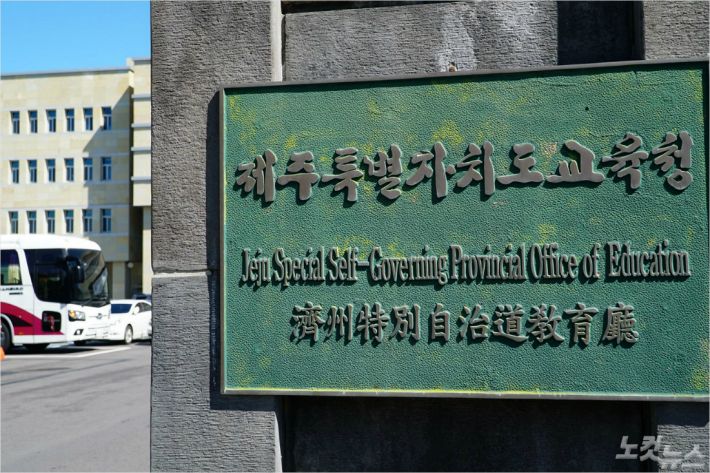 제주특별자치도교육청
Jeju Special Self-Governing Provincial Office of Education
濟州特別自治道教育廳
노컷뉴스